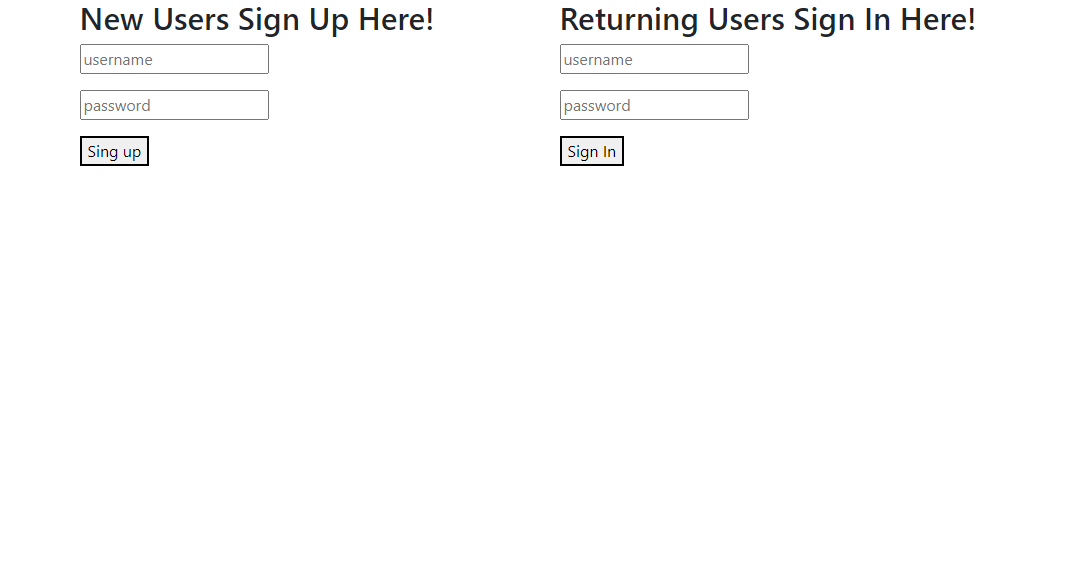 New Users Sign Up Here!
username
password
Sing up
Returning Users Sign In Here!
username
password
Sign In